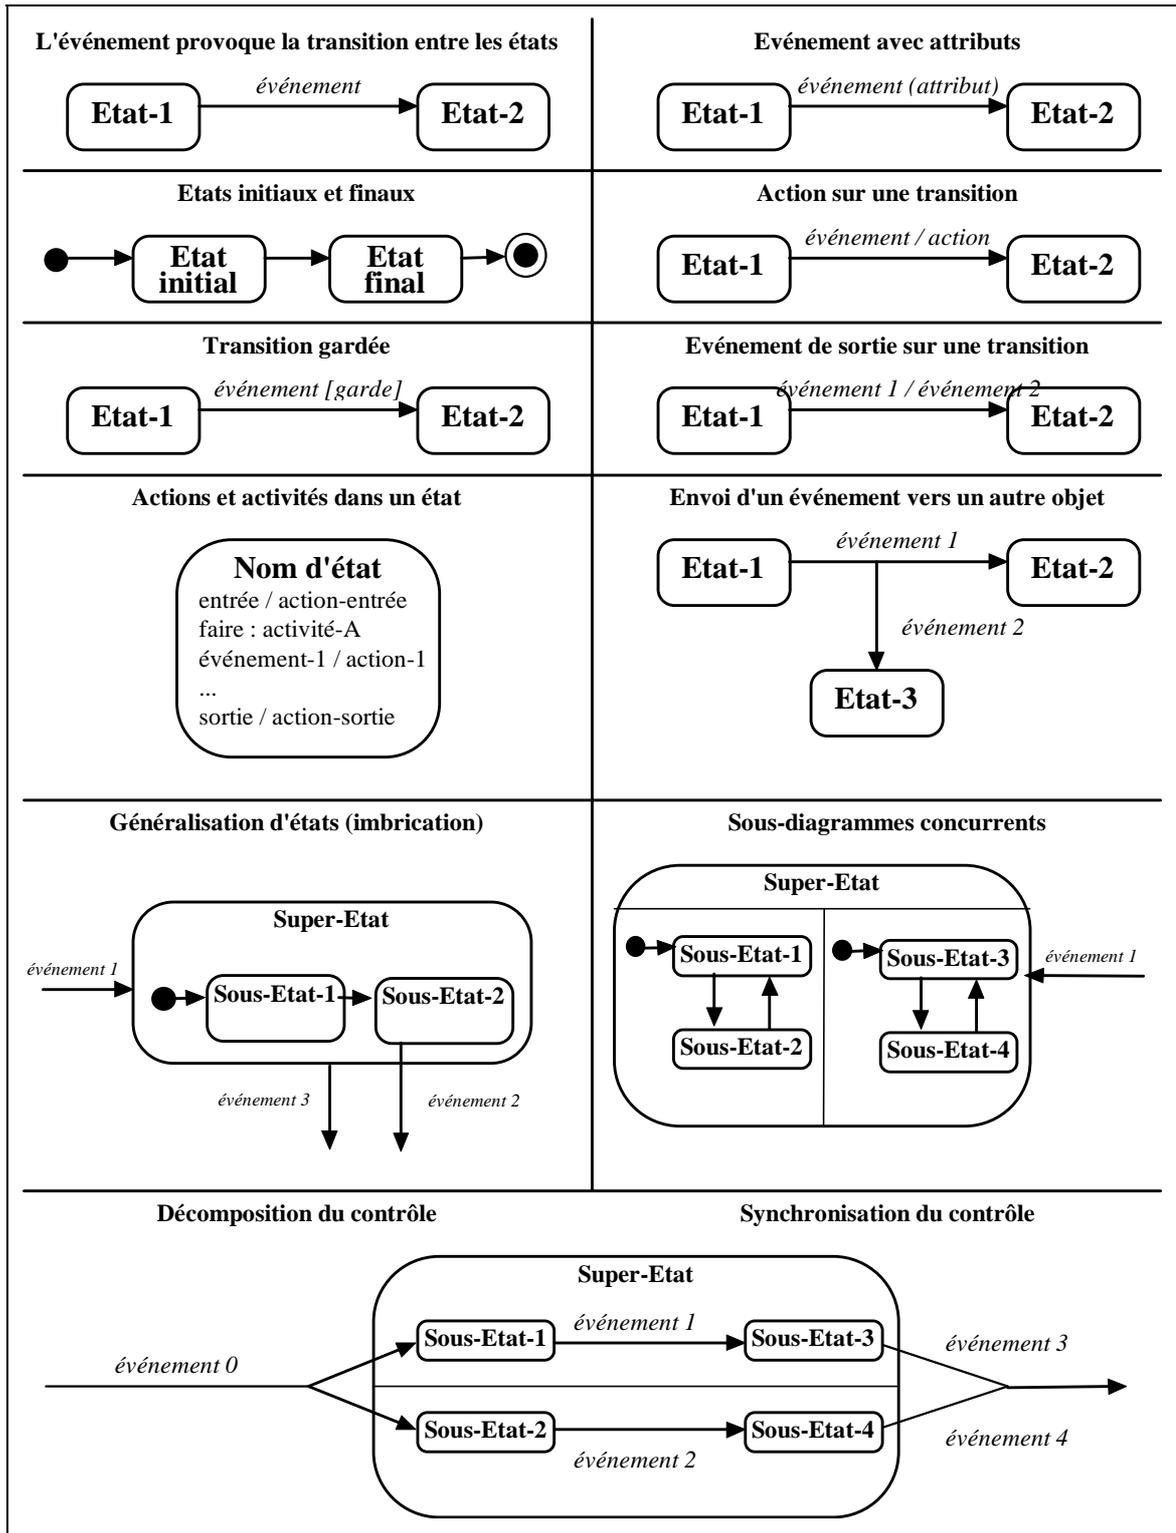 L'événement provoque la transition entre les états
événement
Etat-1
Etat-2
Evénement avec attributs
événement (attribut)
Etat-1
Etat-2
Etats initiaux et finaux
Etat
initial
Etat
final
Action sur une transition
événement / action
Etat-1
Etat-2
Transition gardée
événement [garde]
Etat-1
Etat-2
Evénement de sortie sur une transition
événement 1 / événement 2
Etat-1
Etat-2
Actions et activités dans un état
Nom d'état
entrée / action-entrée
faire : activité-A
événement-1 / action-1
...
sortie / action-sortie
Envoi d'un événement vers un autre objet
événement 1
Etat-1
Etat-2
événement 2
Etat-3
Généralisation d'états (imbrication)
Super-Etat
événement 1
Sous-Etat-1
Sous-Etat-2
événement 3
événement 2
Sous-diagrammes concurrents
Super-Etat
Sous-Etat-1
Sous-Etat-3
événement 1
Sous-Etat-2
Sous-Etat-4
Décomposition du contrôle
Synchronisation du contrôle
Super-Etat
événement 1
Sous-Etat-1
Sous-Etat-3
événement 3
événement 0
Sous-Etat-2
Sous-Etat-4
événement 4
événement 2